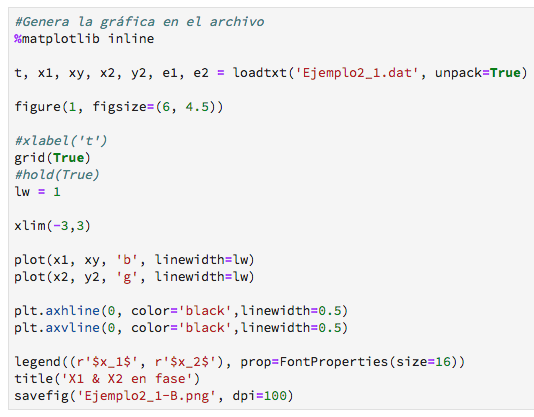 #Genera la gráfica en el archivo
%matplotlib inline
t, x1, xy, x2, y2, e1, e2 = loadtxt('Ejemplo2_1.dat', unpack=True)
figure(1, figsize=(6, 4.5))
#xlabel('t')
grid(True)
#hold(True)
lw = 1
xlim(-3,3)
plot(x1, xy, 'b', linewidth=lw)
plot(x2, y2, 'g', linewidth=lw)
plt.axhline(0, color='black',linewidth=0.5)
plt.axvline(0, color='black',linewidth=0.5)
legend((r'$x_1$', r'$x_2$'), prop=FontProperties(size=16))
title('X1 & X2 en fase')
savefig('Ejemplo2_1-B.png', dpi=100)